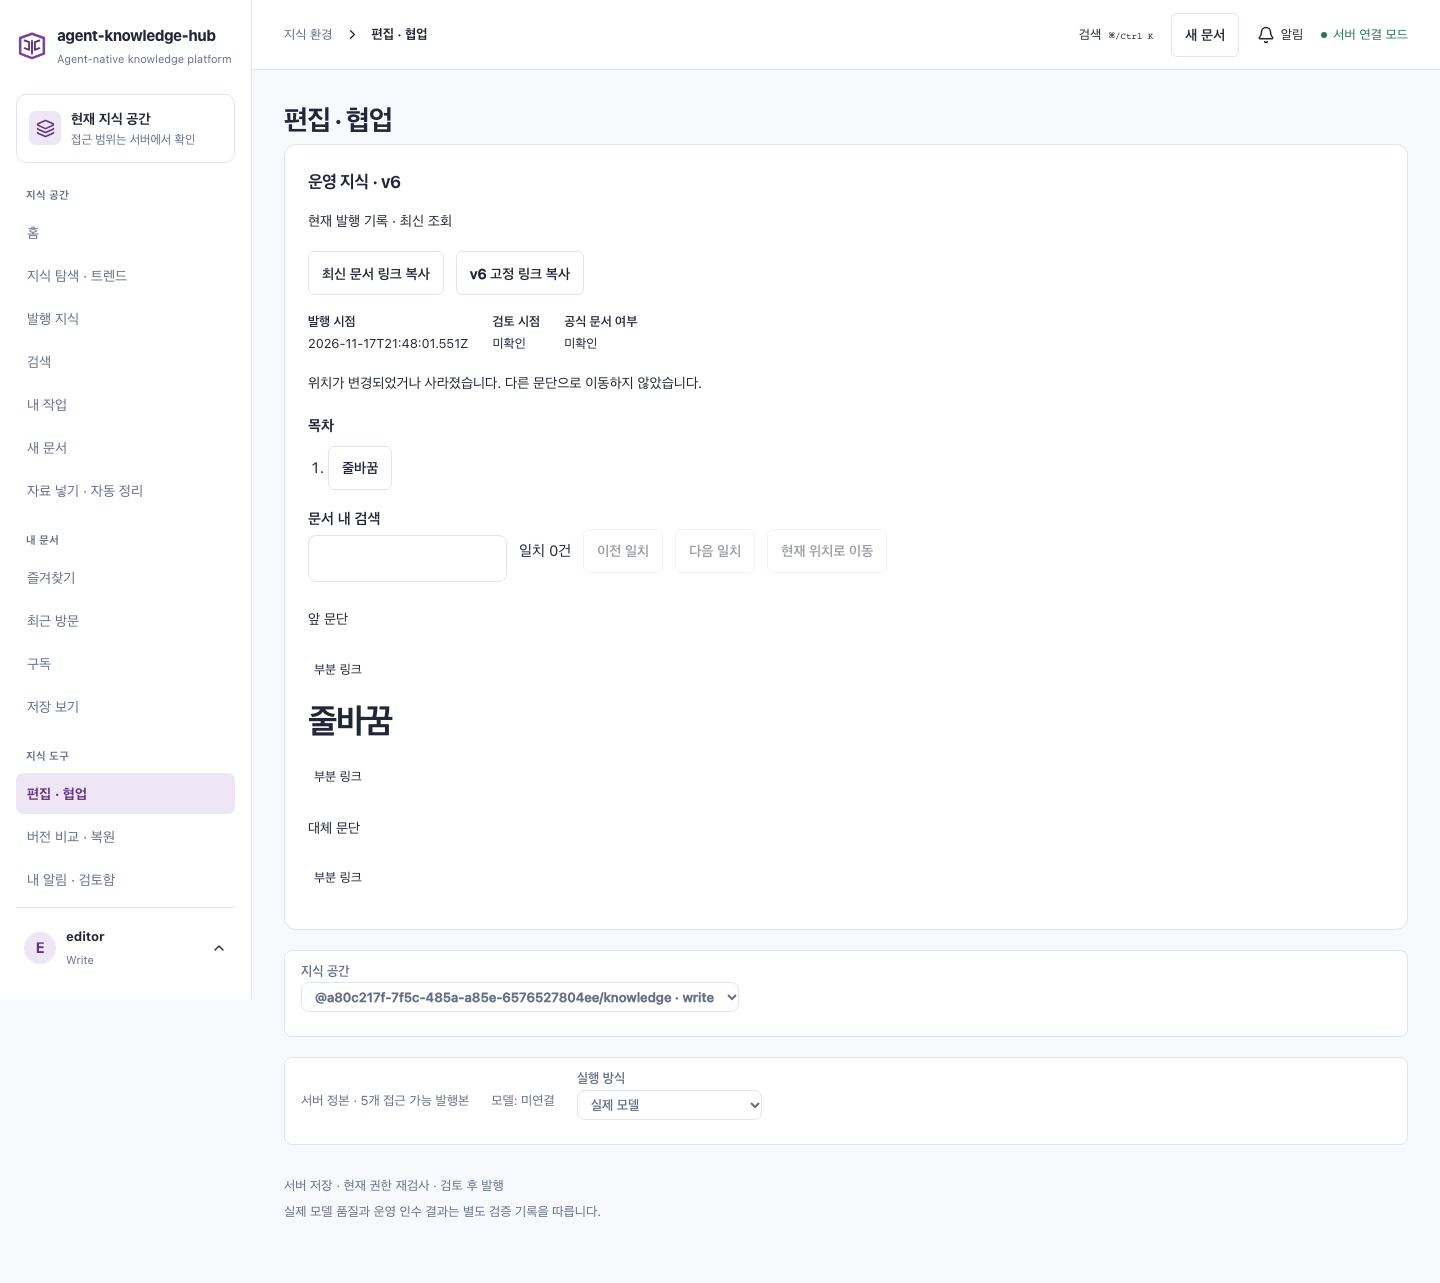 agent-knowledge-hub
Agent-native knowledge platform
현재 지식 공간
접근 범위는 서버에서 확인
지식 공간
홈
지식 탐색 · 트렌드
발행 지식
검색
내 작업
새 문서
자료 넣기 · 자동 정리
내 문서
즐겨찾기
최근 방문
구독
저장 보기
지식 도구
편집 · 협업
버전 비교 · 복원
내 알림 · 검토함
E
editor
Write
지식 환경 > 편집 · 협업
검색 ⌘/Ctrl K
새 문서
알림
서버 연결 모드
편집 · 협업
운영 지식 · v6
현재 발행 기록 · 최신 조회
최신 문서 링크 복사
v6 고정 링크 복사
발행 시점 검토 시점 공식 문서 여부
2026-11-17T21:48:01.551Z 미확인 미확인
위치가 변경되었거나 사라졌습니다. 다른 문단으로 이동하지 않았습니다.
목차
1. 줄바꿈
문서 내 검색
일치 0건 이전 일치 다음 일치 현재 위치로 이동
앞 문단
부분 링크
줄바꿈
부분 링크
대체 문단
부분 링크
지식 공간
@a80c217f-7f5c-485a-a85e-6576527804ee/knowledge · write
실행 방식
서버 정본 · 5개 접근 가능 발행본 모델: 미연결 실제 모델
서버 저장 · 현재 권한 재검사 · 검토 후 발행
실제 모델 품질과 운영 인수 결과는 별도 검증 기록을 따릅니다.